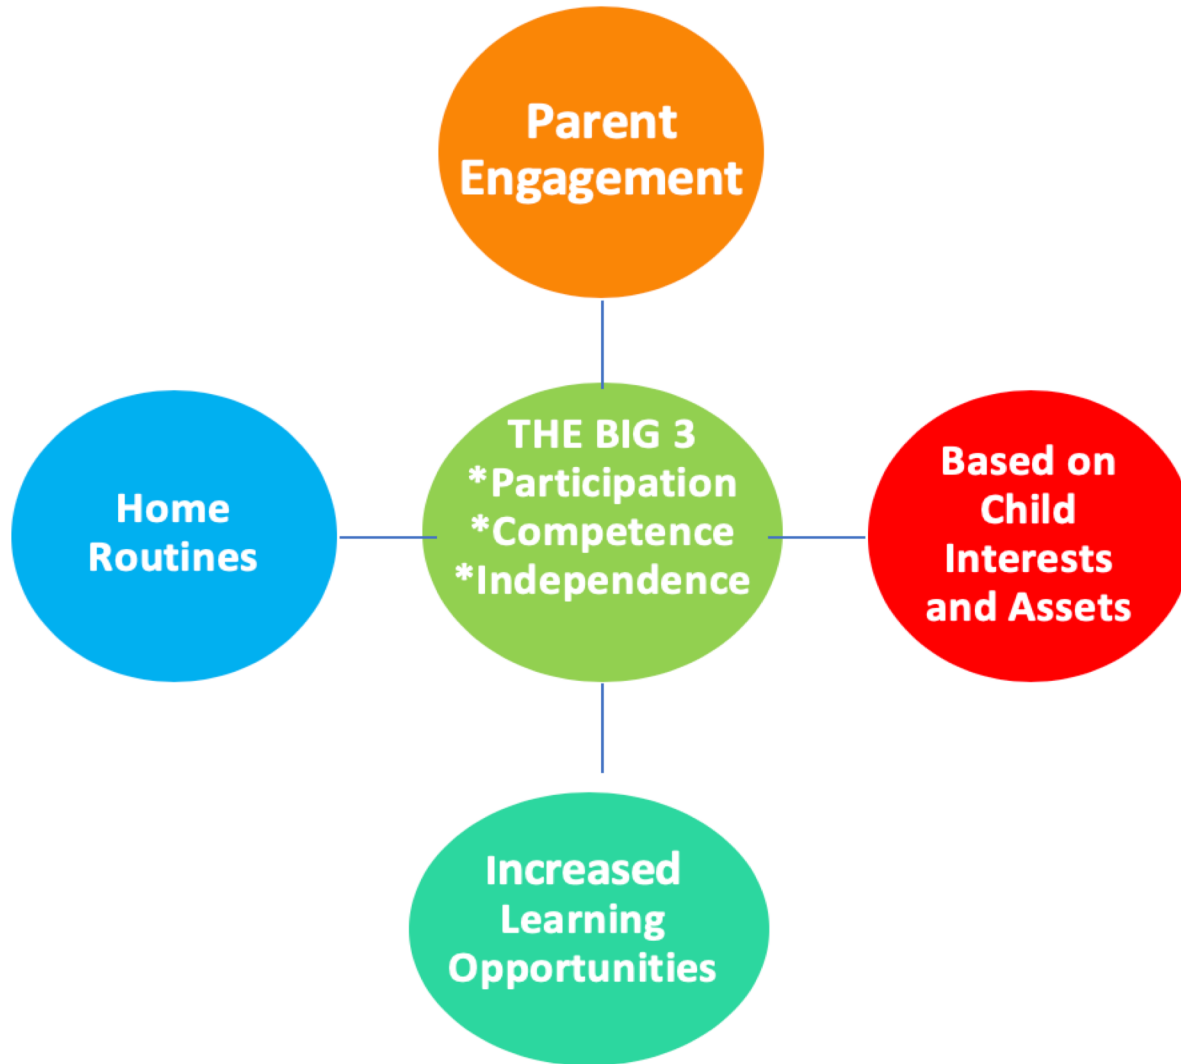 Parent
Engagement
THE BIG 3
*Participation
*Competence
*Independence
Home
Routines
Based on
Child
Interests
and Assets
Increased
Learning
Opportunities